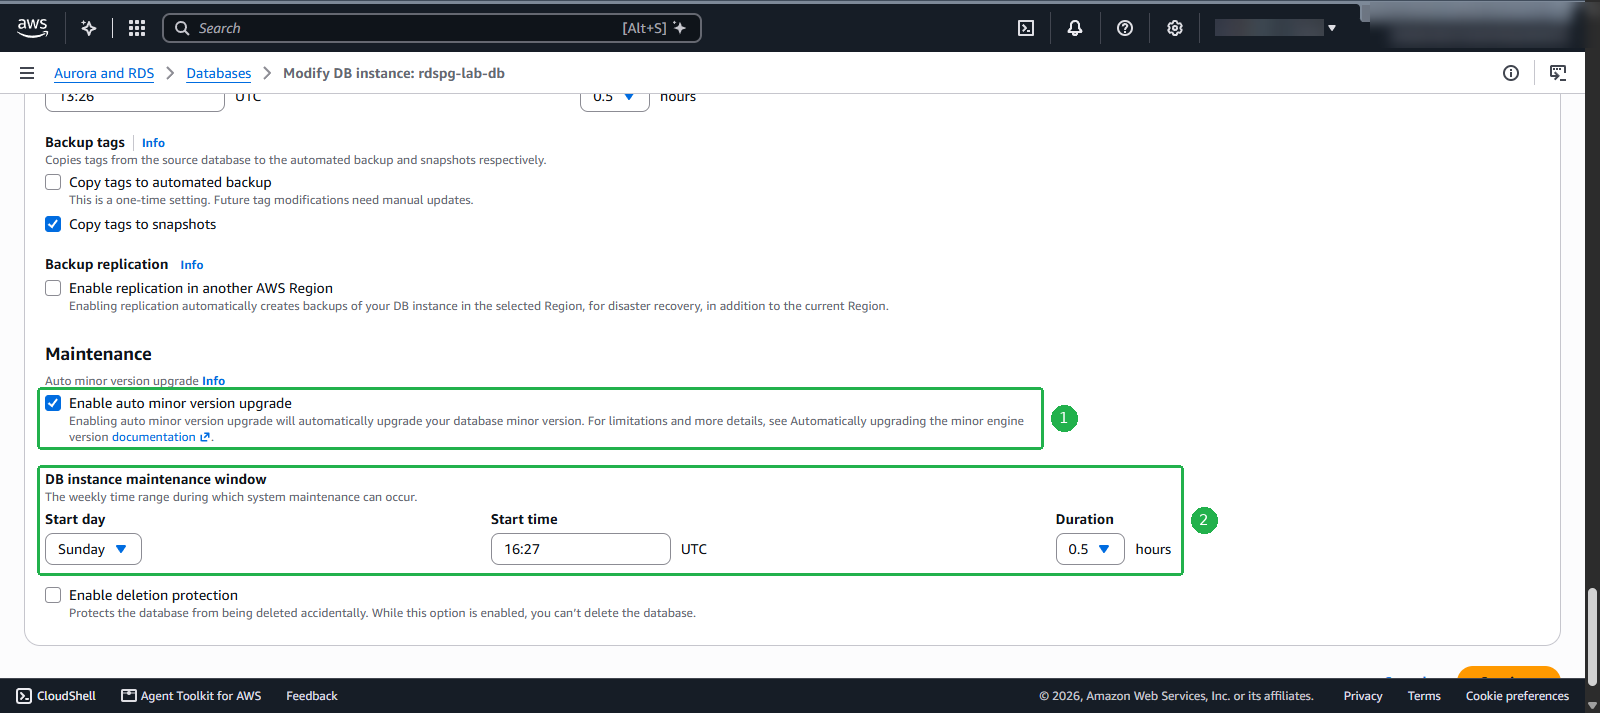 aws
Search [Alt+S]
Aurora and RDS > Databases > Modify DB instance: rdspg-lab-db
13:26 UTC 0.5 hours
Backup tags Info
Copies tags from the source database to the automated backup and snapshots respectively.
Copy tags to automated backup
This is a one-time setting. Future tag modifications need manual updates.
Copy tags to snapshots
Backup replication Info
Enable replication in another AWS Region
Enabling replication automatically creates backups of your DB instance in the selected Region, for disaster recovery, in addition to the current Region.
Maintenance
Auto minor version upgrade Info
Enable auto minor version upgrade
Enabling auto minor version upgrade will automatically upgrade your database minor version. For limitations and more details, see Automatically upgrading the minor engine
version documentation.
1
DB instance maintenance window
The weekly time range during which system maintenance can occur.
Start day Start time Duration
Sunday 16:27 UTC 0.5 hours
2
Enable deletion protection
Protects the database from being deleted accidentally. While this option is enabled, you can't delete the database.
CloudShell Agent Toolkit for AWS Feedback © 2026, Amazon Web Services, Inc. or its affiliates. Privacy Terms Cookie preferences